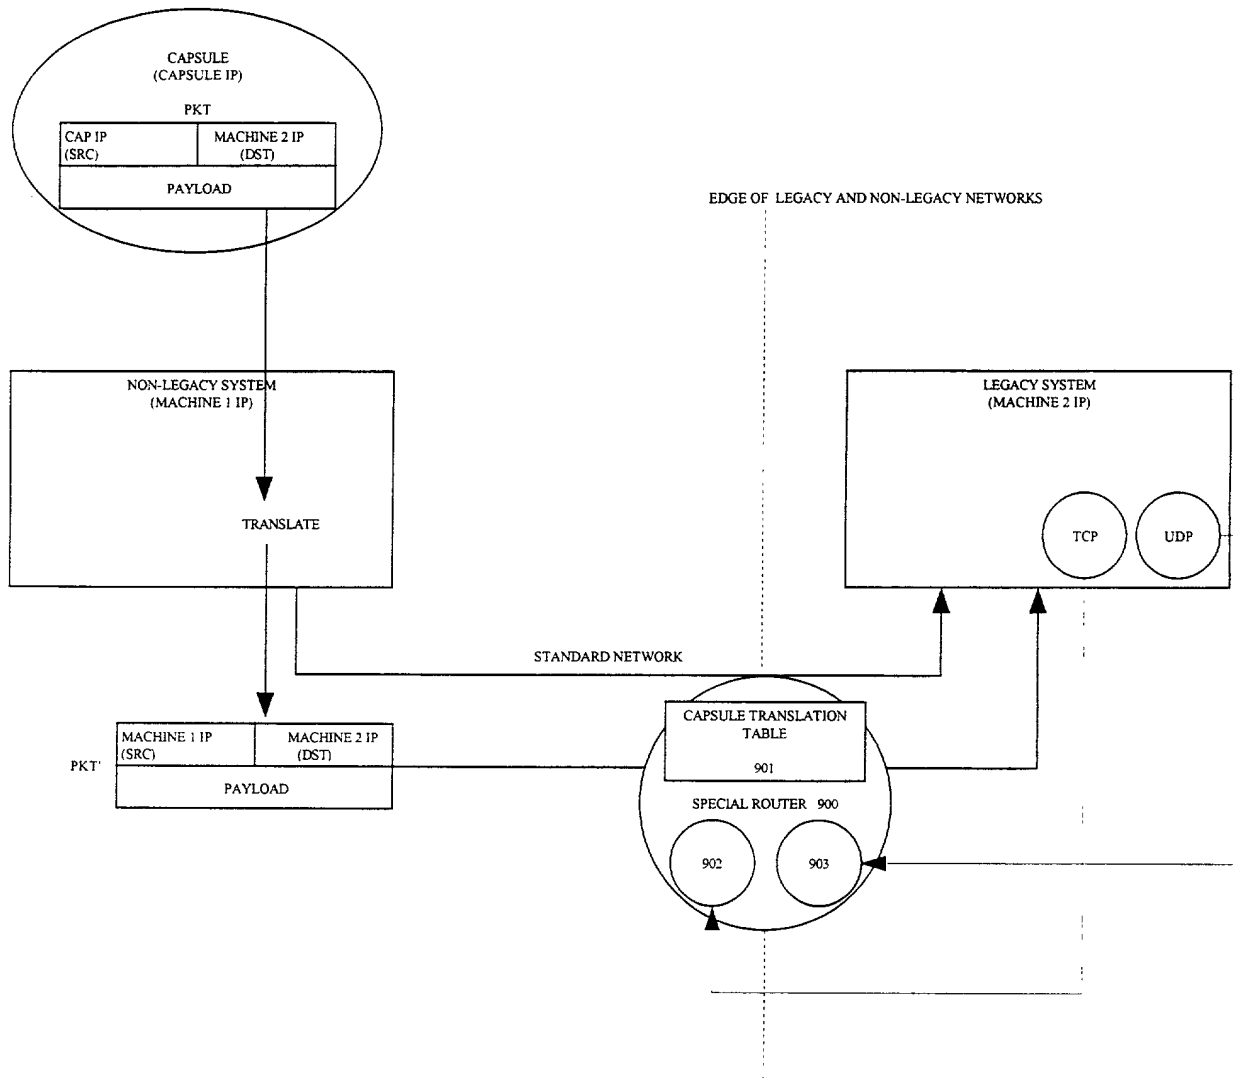 CAPSULE
(CAPSULE IP)
PKT
CAP IP
(SRC)
MACHINE 2 IP
(DST)
PAYLOAD
EDGE OF LEGACY AND NON-LEGACY NETWORKS
NON-LEGACY SYSTEM
(MACHINE 1 IP)
TRANSLATE
LEGACY SYSTEM
(MACHINE 2 IP)
TCP
UDP
STANDARD NETWORK
MACHINE 1 IP
(SRC)
MACHINE 2 IP
(DST)
PKT'
PAYLOAD
CAPSULE TRANSLATION
TABLE
901
SPECIAL ROUTER 900
902
903